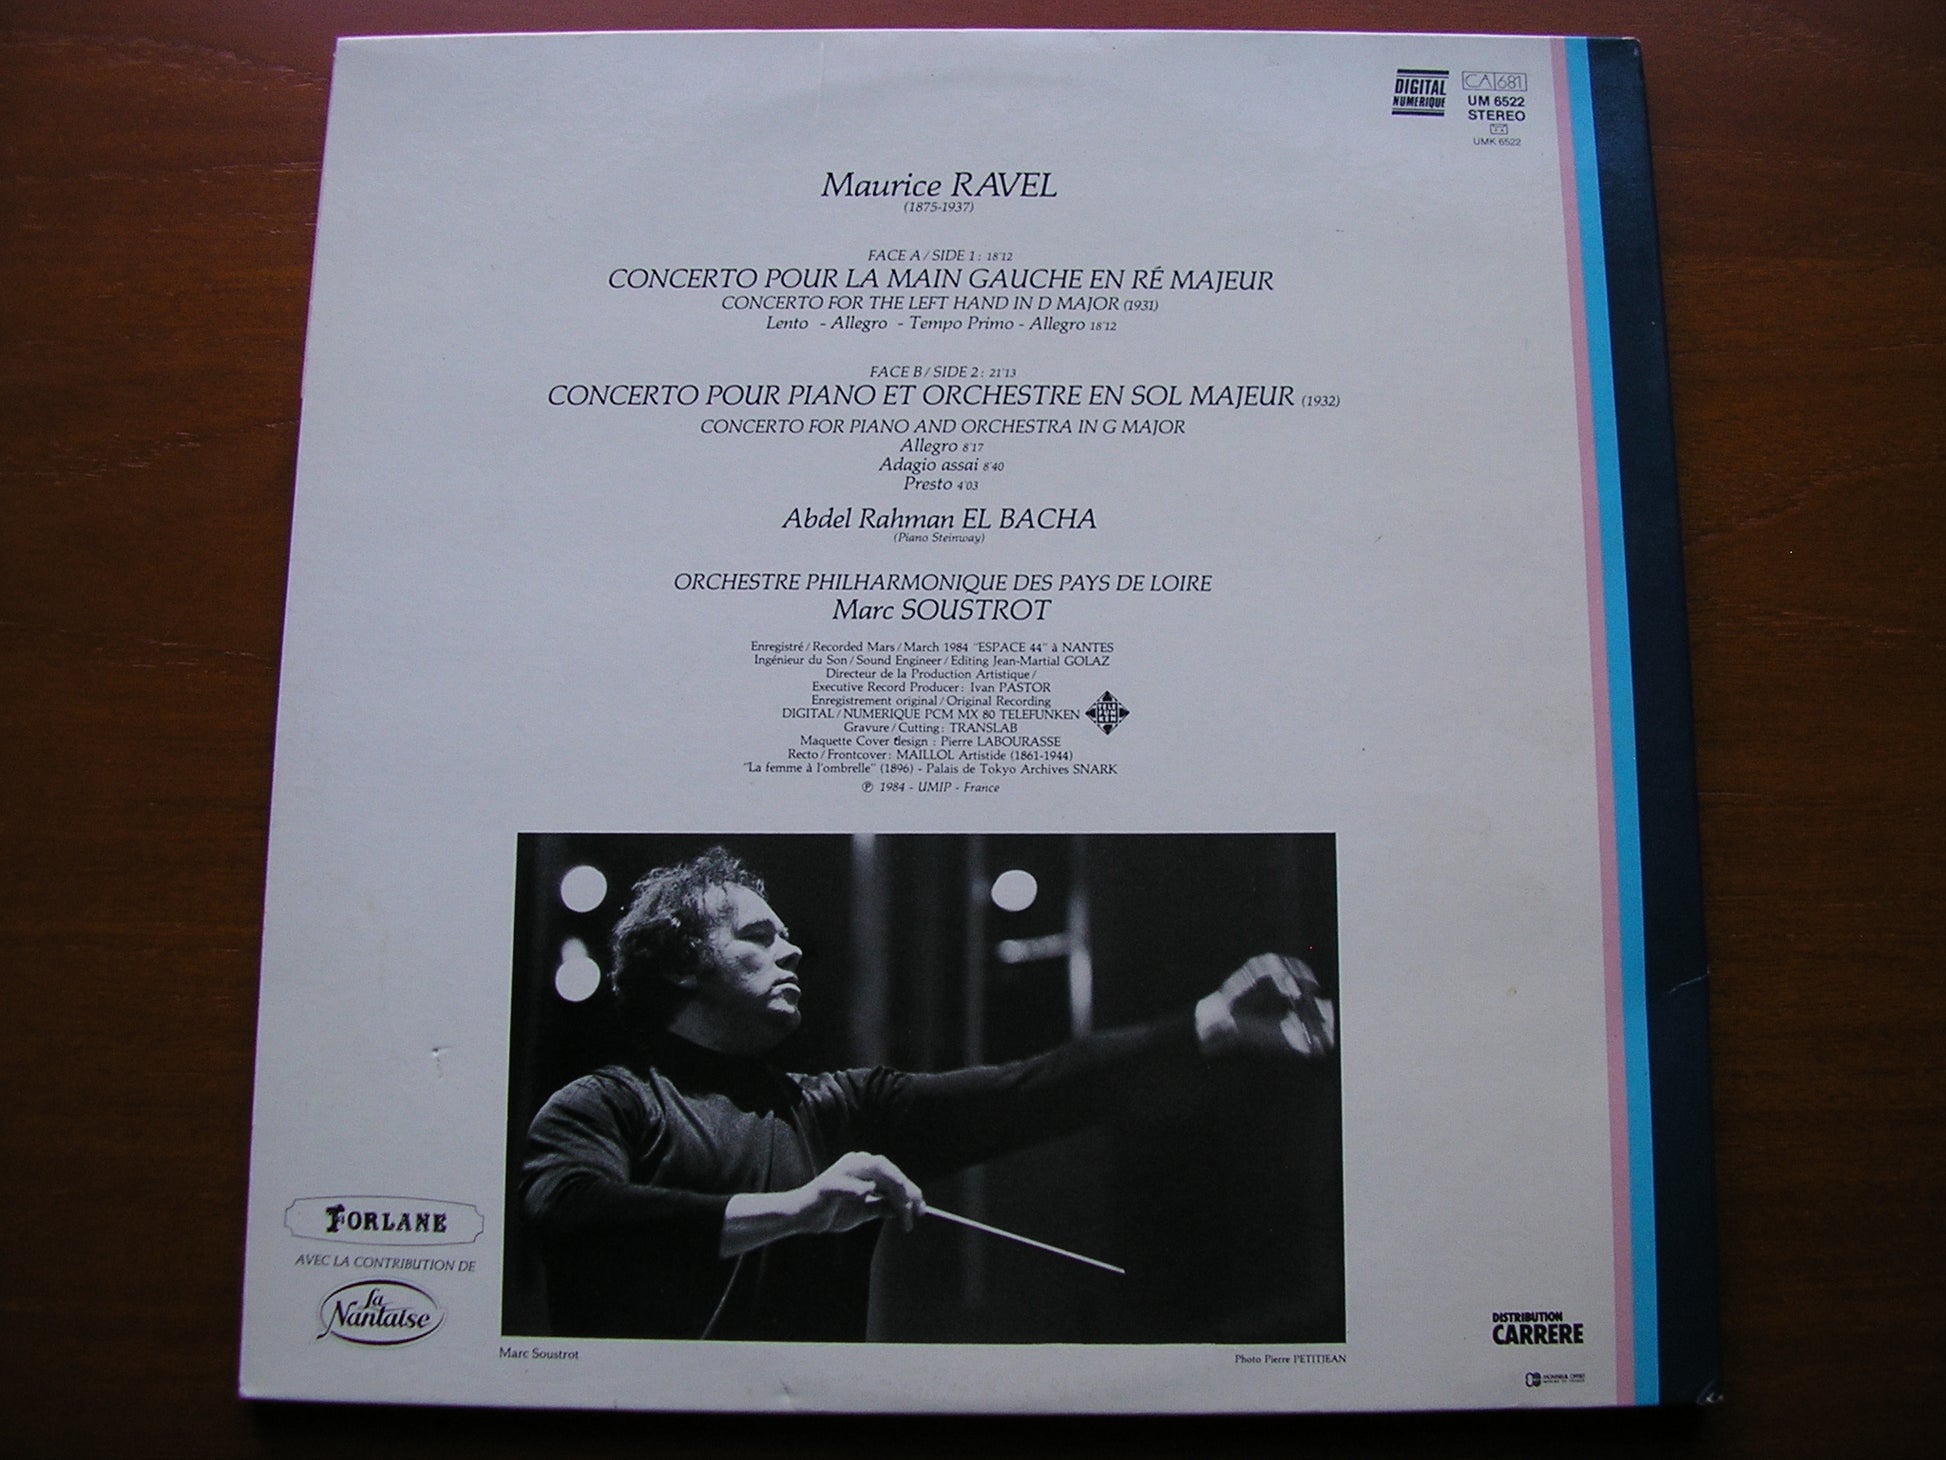 DIGITAL
NUMERIQUE
CA 681
UM 6522
STEREO
UMK 6522
Maurice RAVEL
(1875-1937)
FACE A / SIDE 1 : 18'12
CONCERTO POUR LA MAIN GAUCHE EN RÉ MAJEUR
CONCERTO FOR THE LEFT HAND IN D MAJOR (1931)
Lento - Allegro - Tempo Primo - Allegro 18'12
FACE B / SIDE 2 : 21'13
CONCERTO POUR PIANO ET ORCHESTRE EN SOL MAJEUR (1932)
CONCERTO FOR PIANO AND ORCHESTRA IN G MAJOR
Allegro 8'17
Adagio assai 8'40
Presto 4'03
Abdel Rahman EL BACHA
(Piano Steinway)
ORCHESTRE PHILHARMONIQUE DES PAYS DE LOIRE
Marc SOUSTROT
Enregistré / Recorded Mars / March 1984 "ESPACE 44" à NANTES
Ingénieur du Son / Sound Engineer / Editing Jean-Martial GOLAZ
Directeur de la Production Artistique /
Executive Record Producer : Ivan PASTOR
Enregistrement original / Original Recording
DIGITAL / NUMERIQUE PCM MX 80 TELEFUNKEN
Gravure / Cutting : TRANSLAB
Maquette Cover design : Pierre LABOURASSE
Recto / Frontcover : MAILLOL Artistide (1861-1944)
"La femme à l'ombrelle" (1896) - Palais de Tokyo Archives SNARK
℗ 1984 - UMIP - France
FORLANE
AVEC LA CONTRIBUTION DE
La
Nantaise
Marc Soustrot
Photo Pierre PETITJEAN
DISTRIBUTION
CARRERE